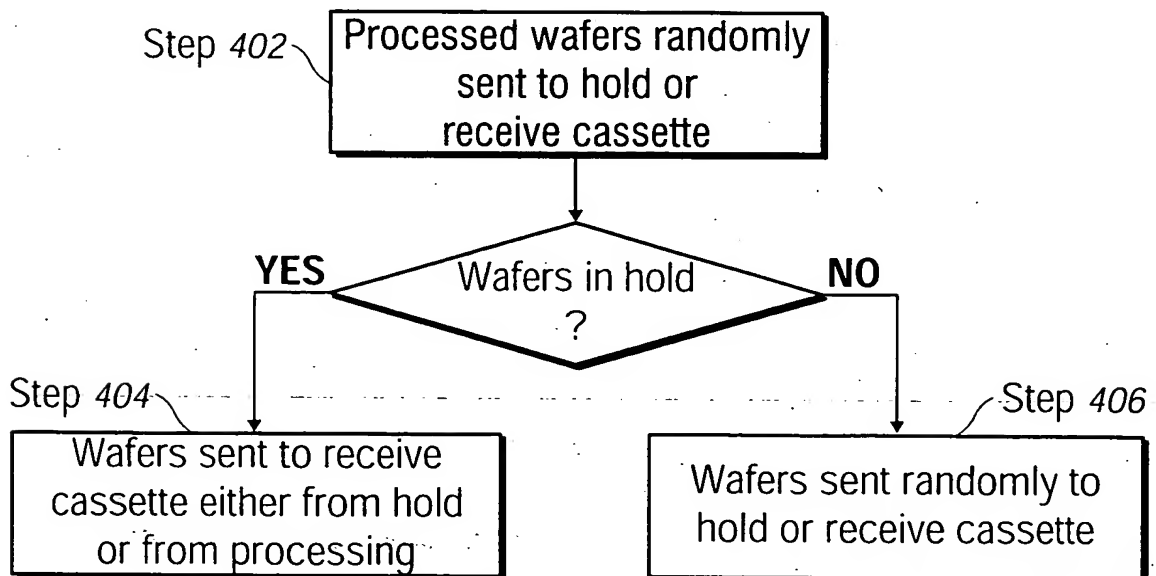 Step 402
Processed wafers randomly
sent to hold or
receive cassette
YES
Wafers in hold
?
NO
Step 404
Wafers sent to receive
cassette either from hold
or from processing
Step 406
Wafers sent randomly to
hold or receive cassette